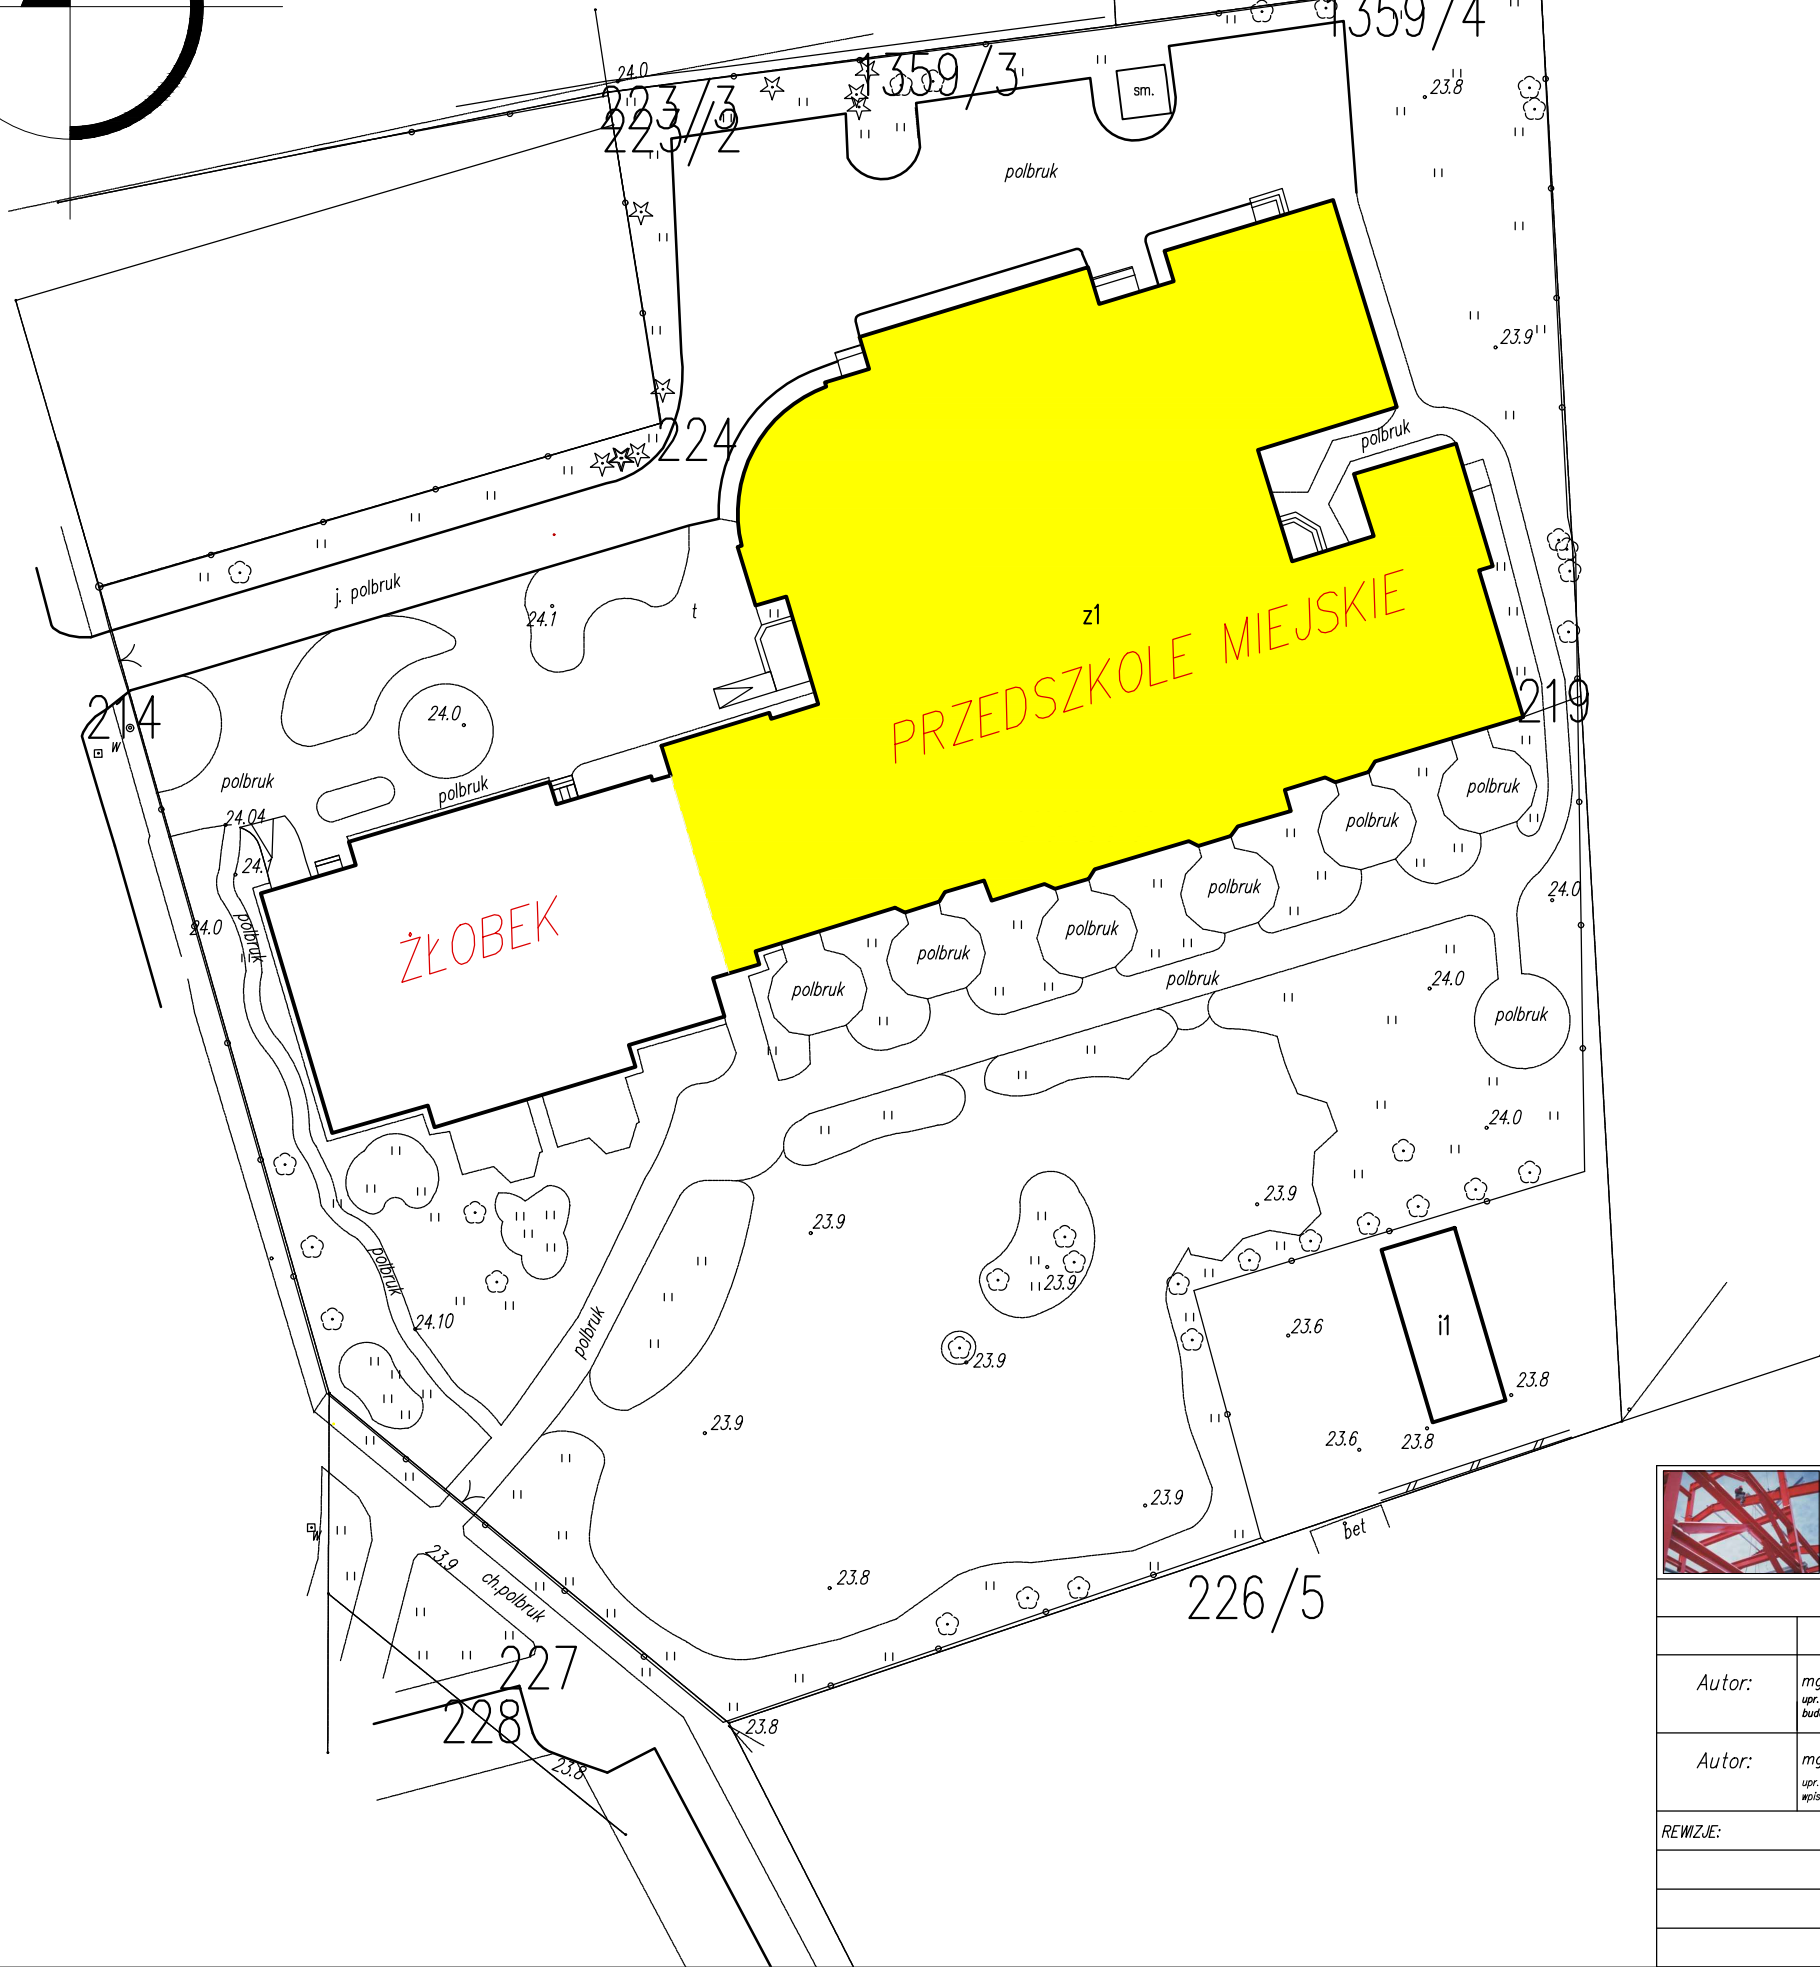 1359/4
24.0
1359/3
223/3
223/2
sm.
23.8
polbruk
23.9
224
polbruk
j. polbruk
24.1
t
z1
PRZEDSZKOLE MIEJSKIE
214
w
24.0
219
polbruk
polbruk
polbruk
polbruk
24.04
24.1
polbruk
24.0
24.0
polbruk
ŻŁOBEK
polbruk
polbruk
polbruk
polbruk
24.0
polbruk
24.0
23.9
23.9
polbruk
23.9
24.10
polbruk
23.6
i1
23.9
23.8
23.9
23.6
23.8
23.9
w
bet
23.9
ch.polbruk
23.8
226/5
227
228
23.8
23.8
Autor:
upr.
Autor:
upr.
REWIZJE: